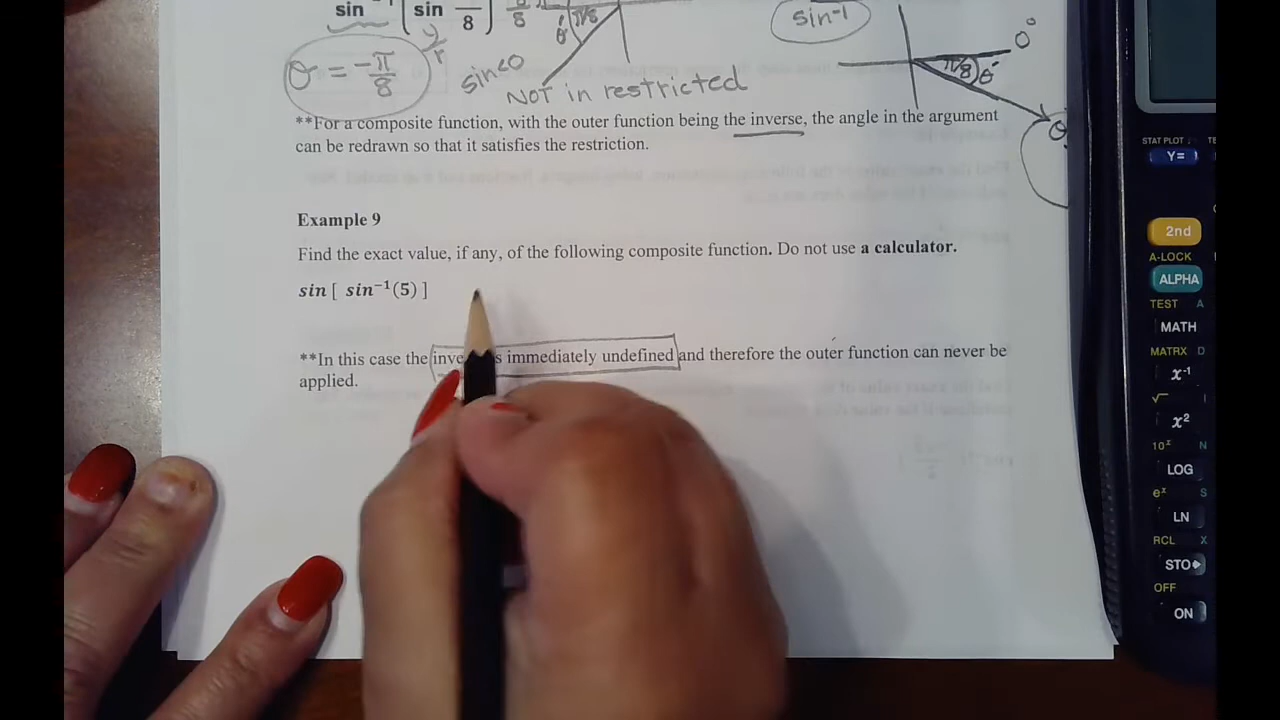 sin ( sin 8 ) 8 π/8
y θ' sin⁻¹
θ = -π/8 r sin<0 0°
π/8 θ'
NOT in restricted
**For a composite function, with the outer function being the inverse, the angle in the argument
can be redrawn so that it satisfies the restriction.
θ
Example 9
Find the exact value, if any, of the following composite function. Do not use a calculator.
sin [ sin⁻¹(5) ]
**In this case the inve s immediately undefined and therefore the outer function can never be
applied.
STAT PLOT
Y=
2nd
A-LOCK
ALPHA
TEST A
MATH
MATRX D
x⁻¹
√ I
x²
10ˣ N
LOG
eˣ S
LN
RCL X
STO▸
OFF
ON